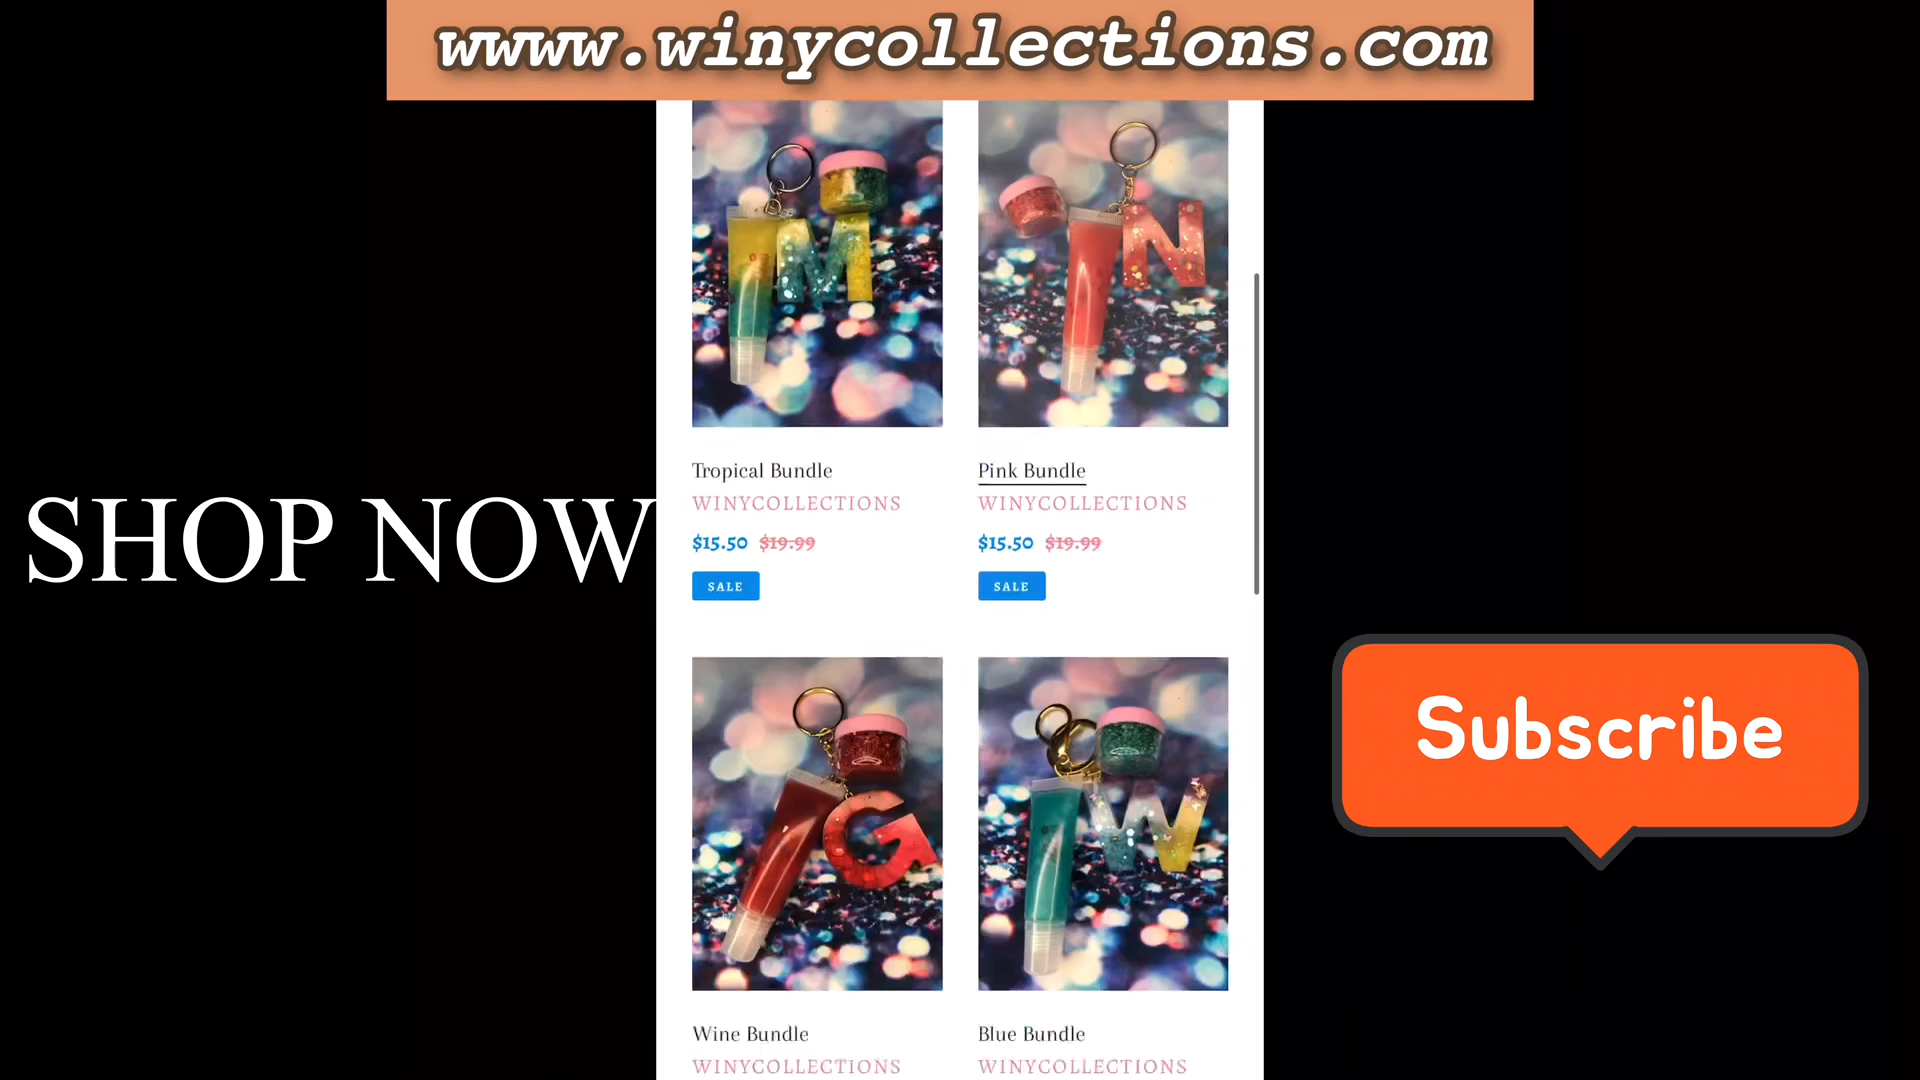 wwww.winycollections.com
SHOP NOW
Tropical Bundle
WINYCOLLECTIONS
$15.50 $19.99
SALE
Pink Bundle
WINYCOLLECTIONS
$15.50 $19.99
SALE
M
N
G
W
Wine Bundle
WINYCOLLECTIONS
Blue Bundle
WINYCOLLECTIONS
Subscribe